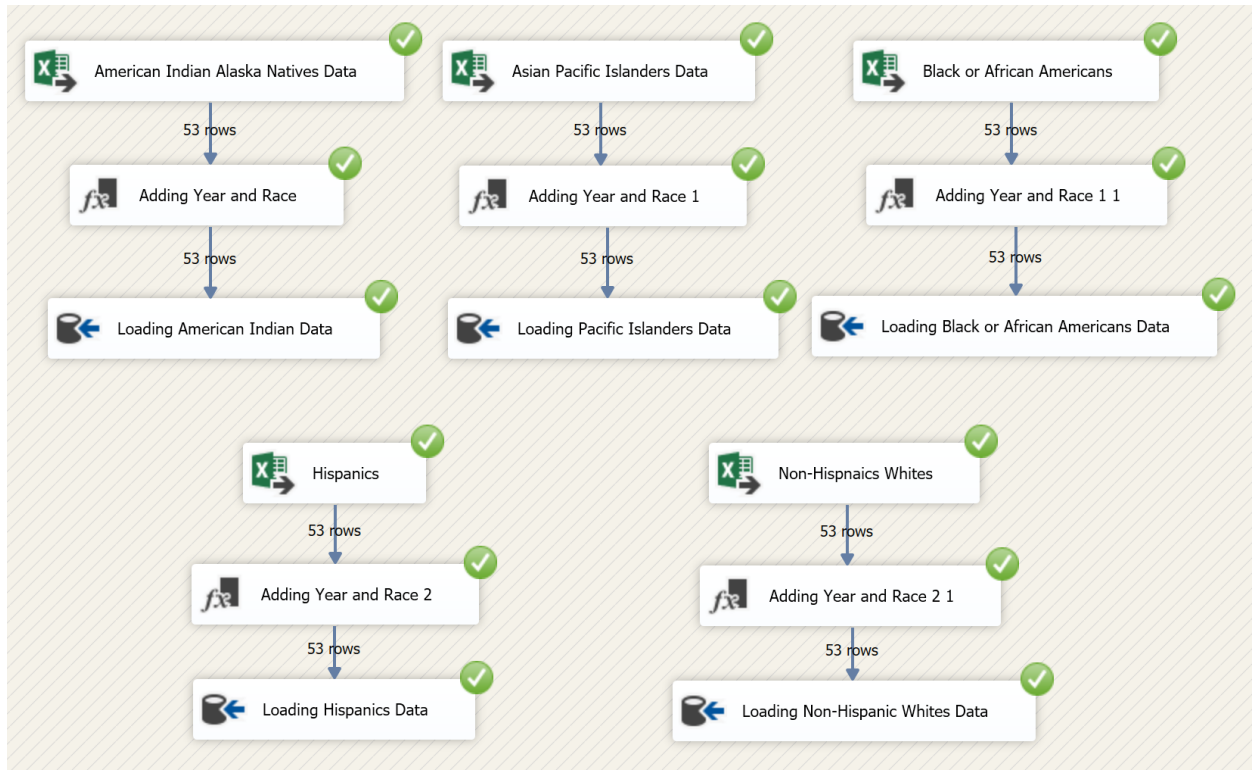 American Indian Alaska Natives Data
Asian Pacific Islanders Data
Black or African Americans
53 rows
53 rows
53 rows
Adding Year and Race
Adding Year and Race 1
Adding Year and Race 1 1
53 rows
53 rows
53 rows
Loading American Indian Data
Loading Pacific Islanders Data
Loading Black or African Americans Data
Hispanics
Non-Hispnaics Whites
53 rows
53 rows
Adding Year and Race 2
Adding Year and Race 2 1
53 rows
53 rows
Loading Hispanics Data
Loading Non-Hispanic Whites Data